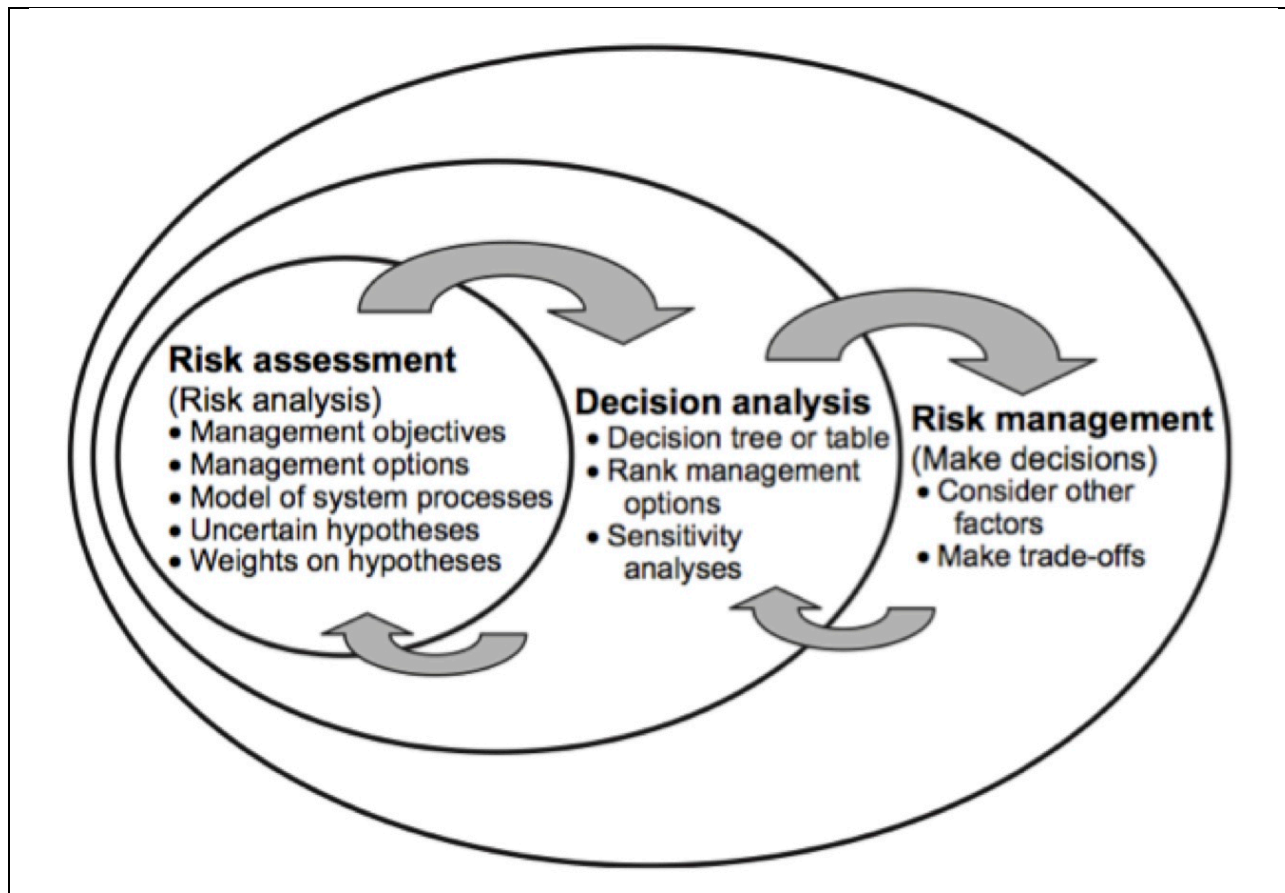 Risk assessment
(Risk analysis)
• Management objectives
• Management options
• Model of system processes
• Uncertain hypotheses
• Weights on hypotheses
Decision analysis
• Decision tree or table
• Rank management
options
• Sensitivity
analyses
Risk management
(Make decisions)
• Consider other
factors
• Make trade-offs